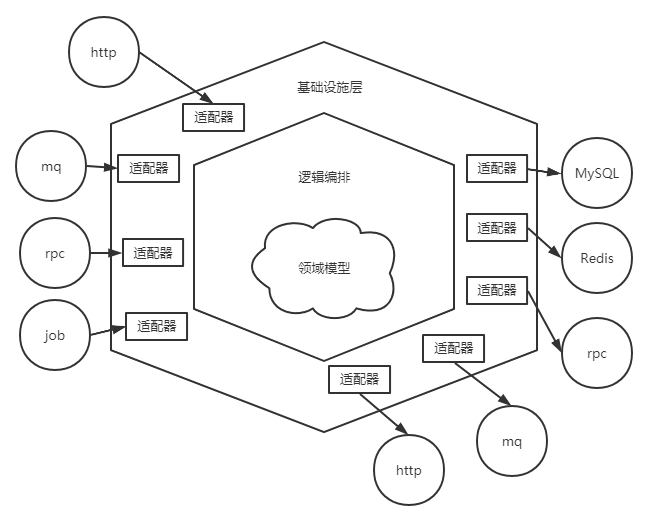 http
基础设施层
适配器
mq
适配器
适配器
MySQL
逻辑编排
适配器
rpc
适配器
领域模型
Redis
适配器
job
适配器
适配器
rpc
适配器
mq
http